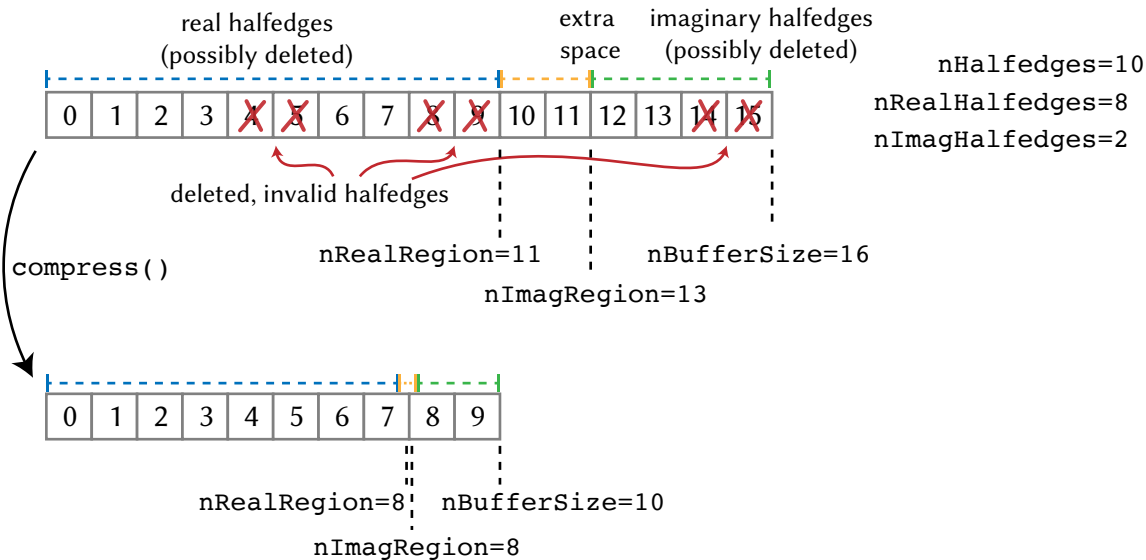 real halfedges
(possibly deleted)
extra
space
imaginary halfedges
(possibly deleted)
nHalfedges=10
nRealHalfedges=8
nImagHalfedges=2
0 1 2 3 4 5 6 7 8 9 10 11 12 13 14 15
deleted, invalid halfedges
nRealRegion=11
nBufferSize=16
nImagRegion=13
compress()
0 1 2 3 4 5 6 7 8 9
nRealRegion=8
nBufferSize=10
nImagRegion=8